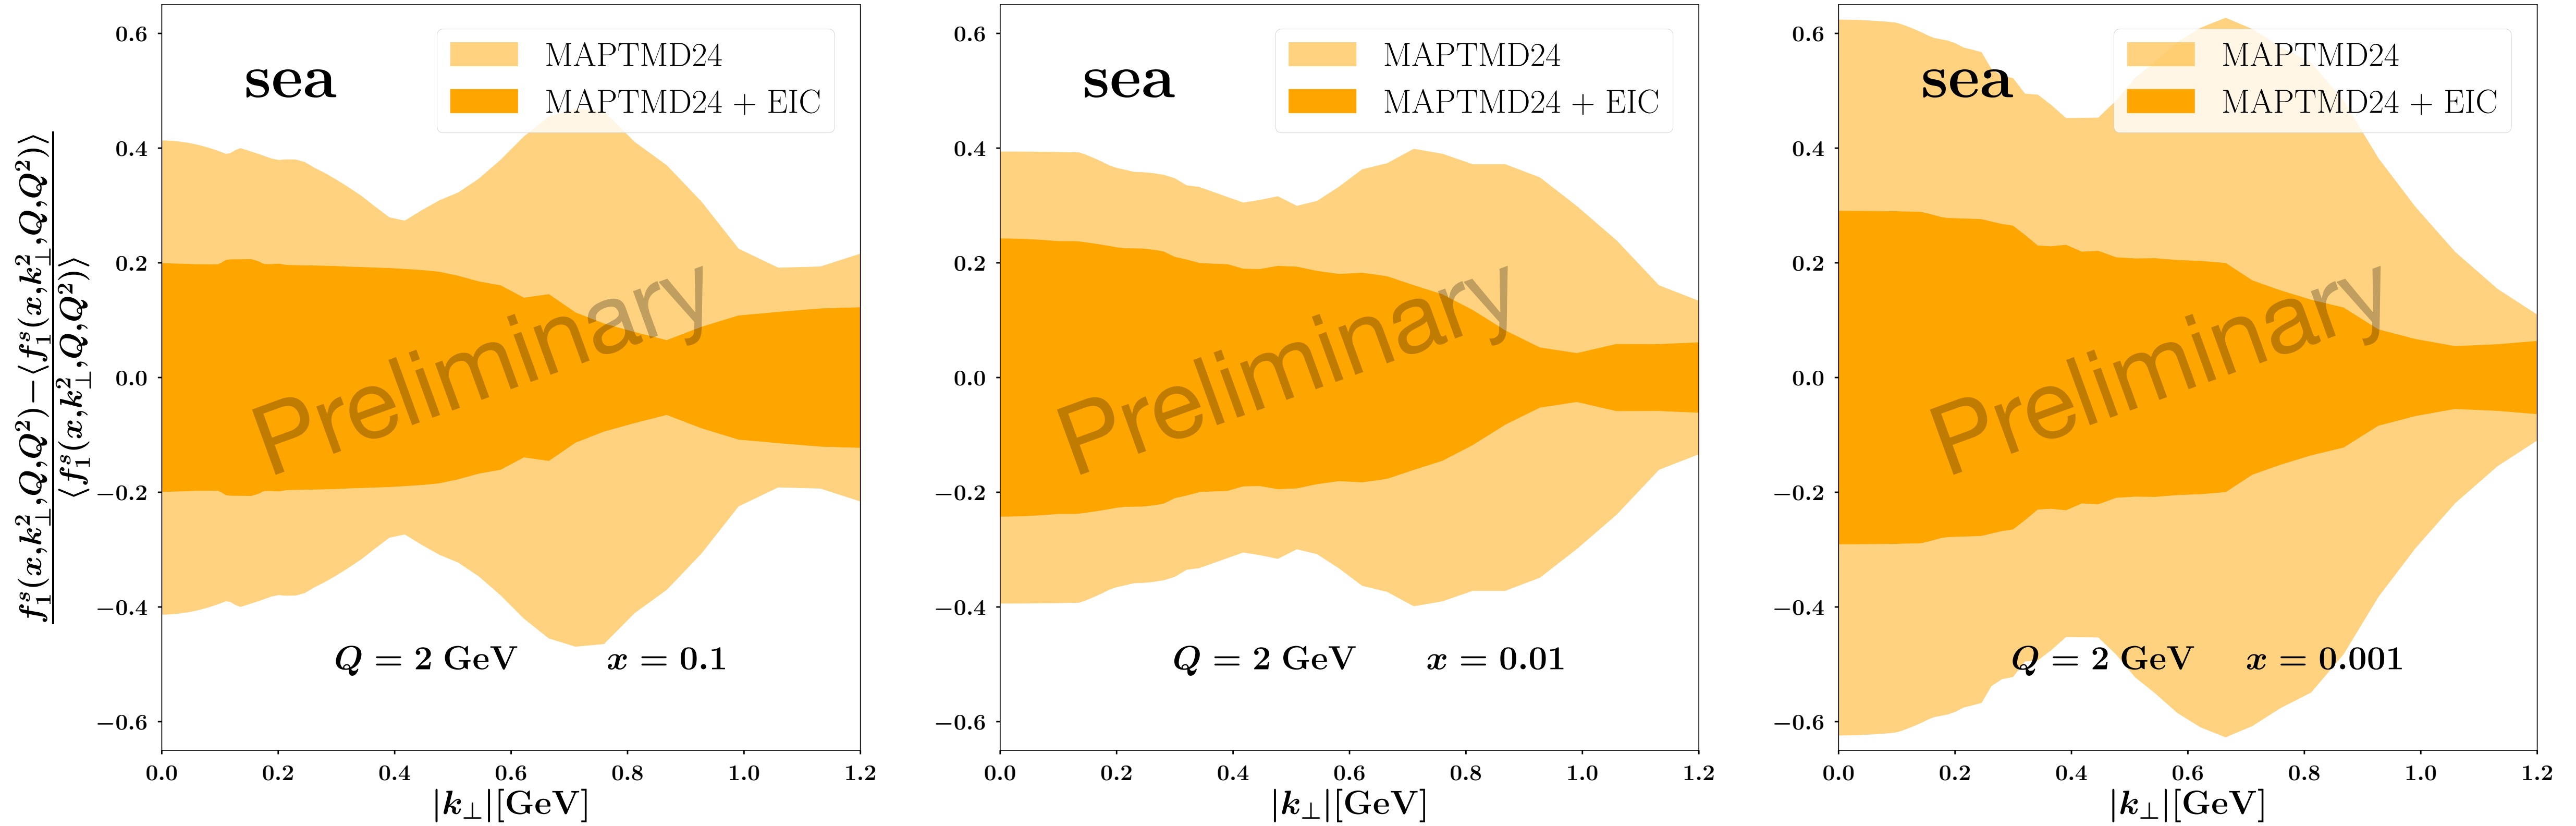 f₁ˢ(x,k²⊥,Q,Q²)−⟨f₁ˢ(x,k²⊥,Q,Q²)⟩
⟨f₁ˢ(x,k²⊥,Q,Q²)⟩
0.6
0.4
0.2
0.0
−0.2
−0.4
−0.6
sea
MAPTMD24
MAPTMD24 + EIC
Preliminary
Q = 2 GeV x = 0.1
0.0 0.2 0.4 0.6 0.8 1.0 1.2
|k⊥|[GeV]
0.6
0.4
0.2
0.0
−0.2
−0.4
−0.6
sea
MAPTMD24
MAPTMD24 + EIC
Preliminary
Q = 2 GeV x = 0.01
0.0 0.2 0.4 0.6 0.8 1.0 1.2
|k⊥|[GeV]
0.6
0.4
0.2
0.0
−0.2
−0.4
−0.6
sea
MAPTMD24
MAPTMD24 + EIC
Preliminary
Q = 2 GeV x = 0.001
0.0 0.2 0.4 0.6 0.8 1.0 1.2
|k⊥|[GeV]